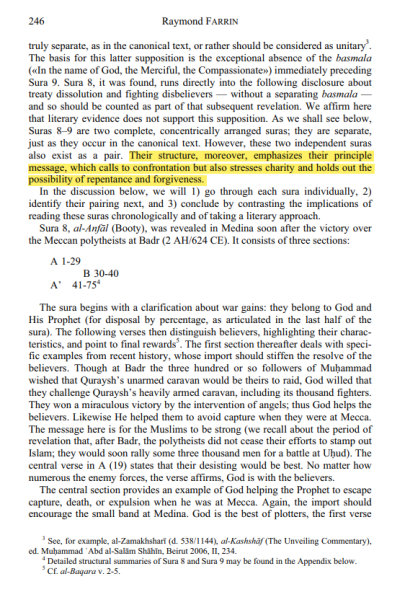 246 Raymond FARRIN
truly separate, as in the canonical text, or rather should be considered as unitary³.
The basis for this latter supposition is the exceptional absence of the basmala
(«In the name of God, the Merciful, the Compassionate») immediately preceding
Sura 9. Sura 8, it was found, runs directly into the following disclosure about
treaty dissolution and fighting disbelievers — without a separating basmala —
and so should be counted as part of that subsequent revelation. We affirm here
that literary evidence does not support this supposition. As we shall see below,
Suras 8–9 are two complete, concentrically arranged suras; they are separate,
just as they occur in the canonical text. However, these two independent suras
also exist as a pair. Their structure, moreover, emphasizes their principle
message, which calls to confrontation but also stresses charity and holds out the
possibility of repentance and forgiveness.
In the discussion below, we will 1) go through each sura individually, 2)
identify their pairing next, and 3) conclude by contrasting the implications of
reading these suras chronologically and of taking a literary approach.
Sura 8, al-Anfāl (Booty), was revealed in Medina soon after the victory over
the Meccan polytheists at Badr (2 AH/624 CE). It consists of three sections:
A 1-29
B 30-40
A’ 41-75⁴
The sura begins with a clarification about war gains: they belong to God and
His Prophet (for disposal by percentage, as articulated in the last half of the
sura). The following verses then distinguish believers, highlighting their charac-
teristics, and point to final rewards⁵. The first section thereafter deals with speci-
fic examples from recent history, whose import should stiffen the resolve of the
believers. Though at Badr the three hundred or so followers of Muḥammad
wished that Quraysh’s unarmed caravan would be theirs to raid, God willed that
they challenge Quraysh’s heavily armed caravan, including its thousand fighters.
They won a miraculous victory by the intervention of angels; thus God helps the
believers. Likewise He helped them to avoid capture when they were at Mecca.
The message here is for the Muslims to be strong (we recall about the period of
revelation that, after Badr, the polytheists did not cease their efforts to stamp out
Islam; they would soon rally some three thousand men for a battle at Uḥud). The
central verse in A (19) states that their desisting would be best. No matter how
numerous the enemy forces, the verse affirms, God is with the believers.
The central section provides an example of God helping the Prophet to escape
capture, death, or expulsion when he was at Mecca. Again, the import should
encourage the small band at Medina. God is the best of plotters, the first verse
³ See, for example, al-Zamakhsharī (d. 538/1144), al-Kashshāf (The Unveiling Commentary),
ed. Muḥammad ʿAbd al-Salām Shāhīn, Beirut 2006, II, 234.
⁴ Detailed structural summaries of Sura 8 and Sura 9 may be found in the Appendix below.
⁵ Cf. al-Baqara v. 2-5.